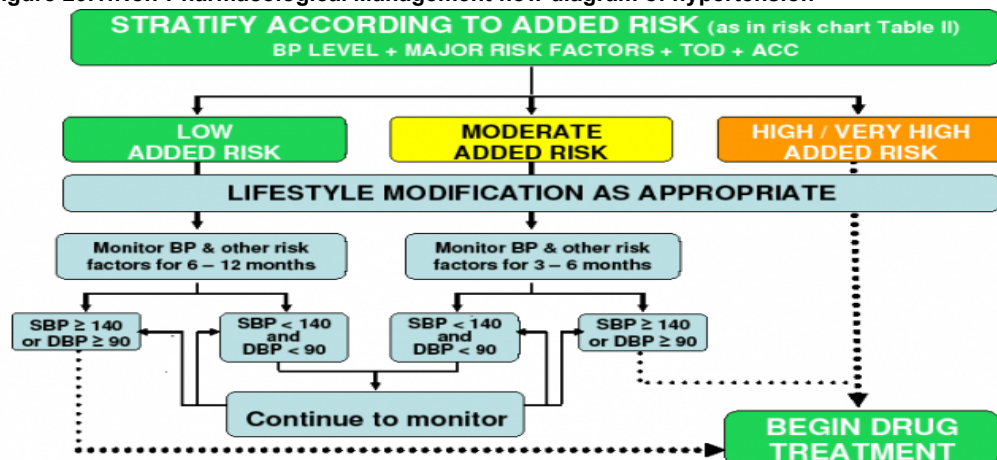 STRATIFY ACCORDING TO ADDED RISK (as in risk chart Table II)
BP LEVEL + MAJOR RISK FACTORS + TOD + ACC
LOW
ADDED RISK
MODERATE
ADDED RISK
HIGH / VERY HIGH
ADDED RISK
LIFESTYLE MODIFICATION AS APPROPRIATE
Monitor BP & other risk
factors for 6 – 12 months
Monitor BP & other risk
factors for 3 – 6 months
SBP ≥ 140
or DBP ≥ 90
SBP < 140
and
DBP < 90
SBP < 140
and
DBP < 90
SBP ≥ 140
or DBP ≥ 90
Continue to monitor
BEGIN DRUG
TREATMENT